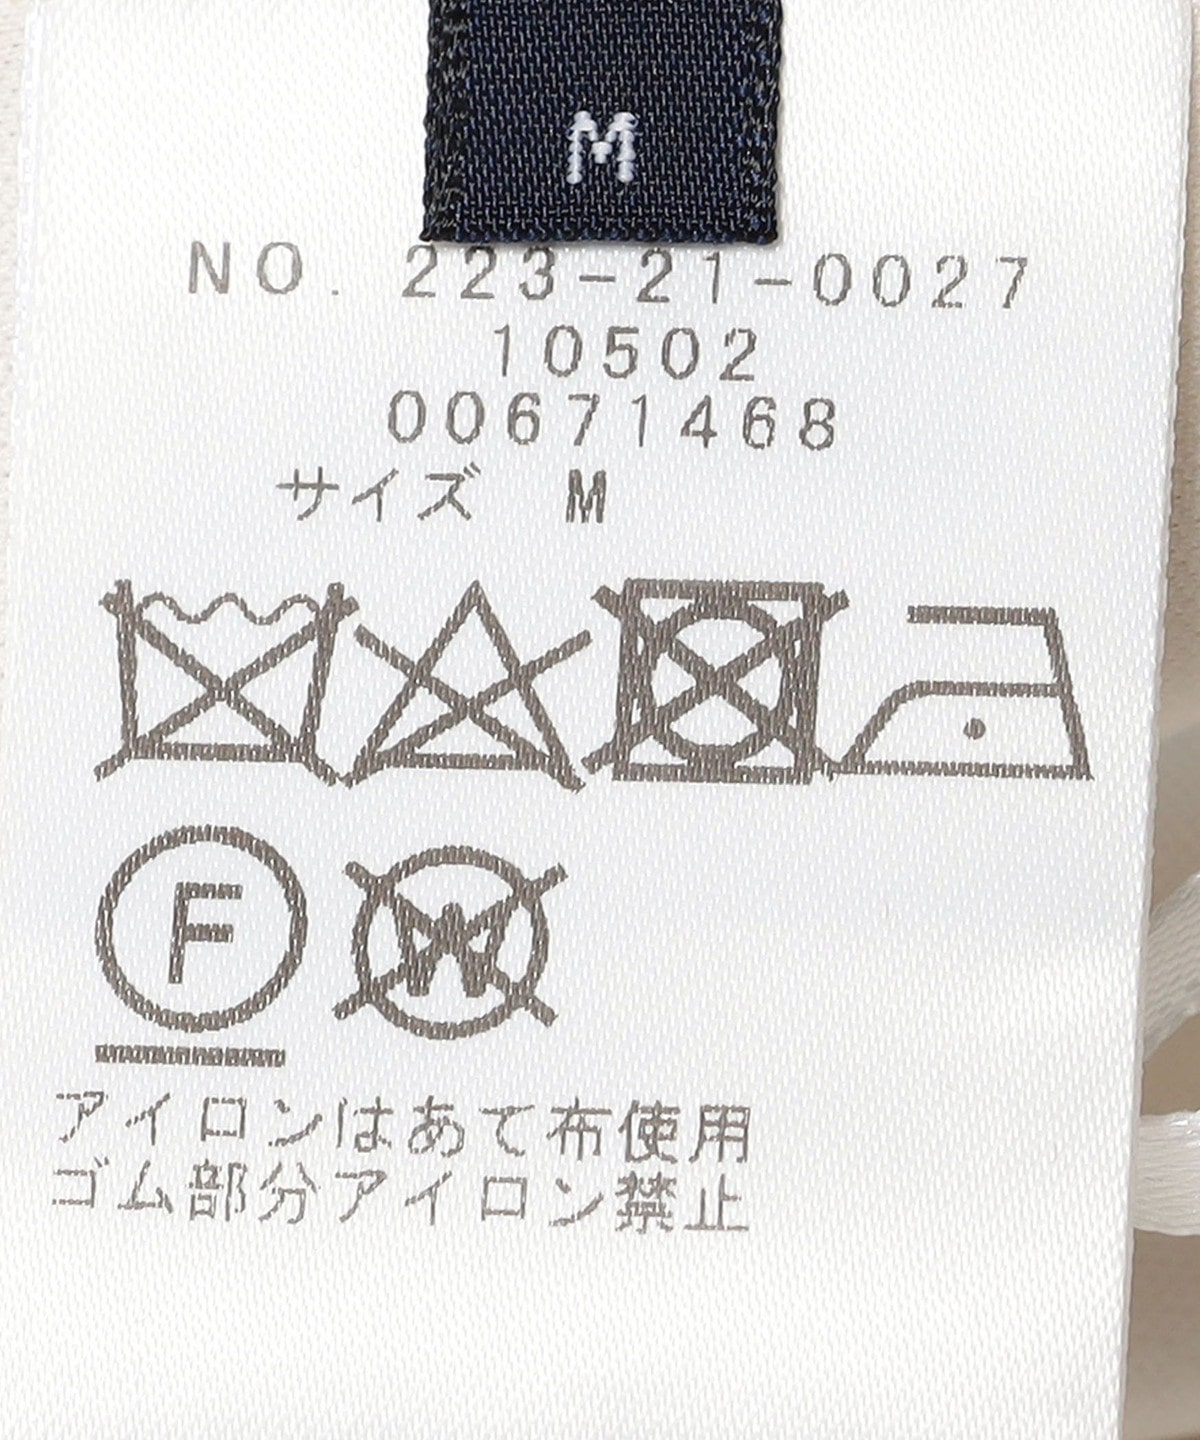 M
NO. 223-21-0027
10502
00671468
サイズ M
F
W
アイロンはあて布使用
ゴム部分アイロン禁止